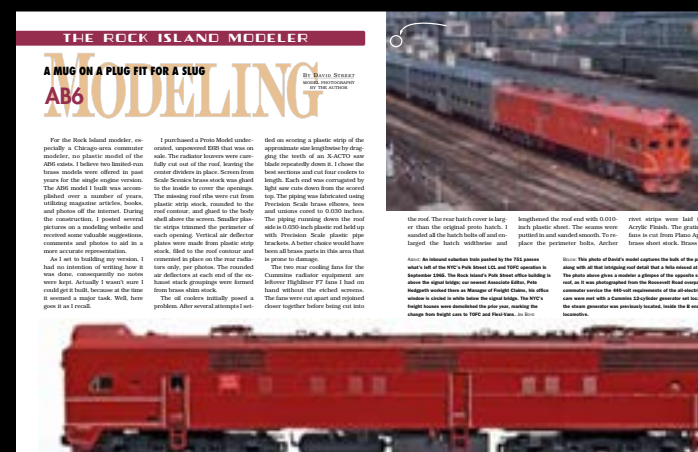 THE ROCK ISLAND MODELER
MODELING
A MUG ON A PLUG FIT FOR A SLUG
AB6
BY DAVID STREET
MODEL PHOTOGRAPHY
BY THE AUTHOR
For the Rock Island modeler, es-
pecially a Chicago-area commuter
modeler, no plastic model of the
AB6 exists. I believe two limited-run
brass models were offered in past
years for the single engine version.
The AB6 model I built was accom-
plished over a number of years,
utilizing magazine articles, books,
and photos off the internet. During
the construction, I posted several
pictures on a modeling website and
received some valuable suggestions,
comments and photos to aid in a
more accurate representation.
As I set to building my version, I
had no intention of writing how it
was done, consequently no notes
were kept. Actually I wasn't sure I
could get it built, because at the time
it seemed a major task. Well, here
goes it as I recall.
I purchased a Proto Model undec-
orated, unpowered E6B that was on
sale. The radiator louvers were care-
fully cut out of the roof, leaving the
center dividers in place. Screen from
Scale Scenics brass stock was glued
to the inside to cover the openings.
The missing roof ribs were cut from
plastic strip stock, rounded to the
roof contour, and glued to the body
shell above the screen. Smaller plas-
tic strips trimmed the perimeter of
each opening. Vertical air deflector
plates were made from plastic strip
stock, filed to the roof contour and
cemented in place on the rear radia-
tors only, per photos. The rounded
air deflectors at each end of the ex-
haust stack groupings were formed
from brass shim stock.
The oil coolers initially posed a
problem. After several attempts I set-
tled on scoring a plastic strip of the
approximate size lengthwise by drag-
ging the teeth of an X-ACTO saw
blade repeatedly down it. I chose the
best sections and cut four coolers to
length. Each end was corrugated by
light saw cuts down from the scored
top. The piping was fabricated using
Precision Scale brass elbows, tees
and unions cored to 0.030 inches.
The piping running down the roof
side is 0.030-inch plastic rod held up
with Precision Scale plastic pipe
brackets. A better choice would have
been all brass parts in this area that
is prone to damage.
The two rear cooling fans for the
Cummins radiator equipment are
leftover Highliner F7 fans I had on
hand without the etched screens.
The fans were cut apart and rejoined
closer together before being cut into
the roof. The rear hatch cover is larg-
er than the original proto hatch. I
sanded all the hatch bolts off and en-
larged the hatch widthwise and
lengthened the roof end with 0.010-
inch plastic sheet. The seams were
puttied in and sanded smooth. To re-
place the perimeter bolts, Archer
rivet strips were laid
Acrylic Finish. The grati
fans is cut from Plano Ap
brass sheet stock. Brass
ABOVE: An inbound suburban train pushed by the 751 passes
what's left of the NYC's Polk Street LCL and TOFC operation in
September 1965. The Rock Island's Polk Street office building is
above the signal bridge; our newest Associate Editor, Pete
Hedgpeth worked there as Manager of Freight Claims, his office
window is circled in white below the signal bridge. The NYC's
freight houses were demolished the prior year, marking the
change from freight cars to TOFC and Flexi-Vans.
BELOW: This photo of David's model captures the bulk of the p
along with all that intriguing roof detail that a fella missed at
The photo above gives a modeler a glimpse of the opposite s
roof, as it was photographed from the Roosevelt Road overpa
commuter service the 440-volt requirements of the all-electri
cars were met with a Cummins 12-cylinder generator set loca
the steam generator was previously located, inside the B en
locomotive.